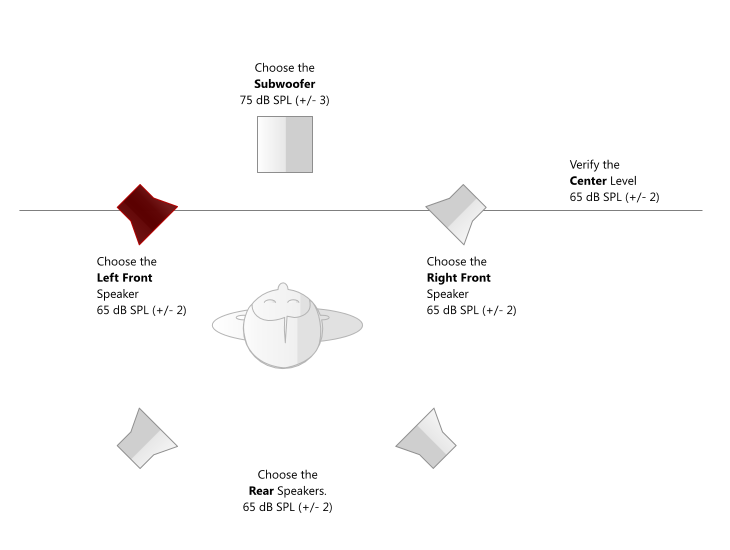 Choose the
Subwoofer
75 dB SPL (+/- 3)
Verify the
Center Level
65 dB SPL (+/- 2)
Choose the
Left Front
Speaker
65 dB SPL (+/- 2)
Choose the
Right Front
Speaker
65 dB SPL (+/- 2)
Choose the
Rear Speakers.
65 dB SPL (+/- 2)